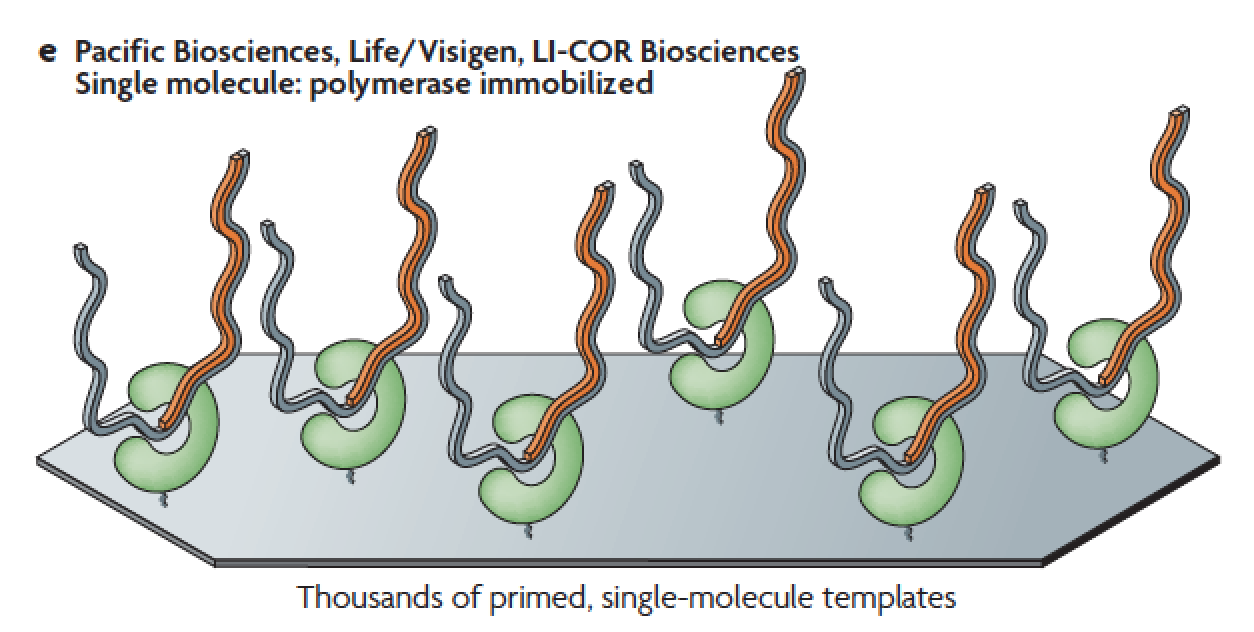 e Pacific Biosciences, Life/Visigen, LI-COR Biosciences
Single molecule: polymerase immobilized
Thousands of primed, single-molecule templates